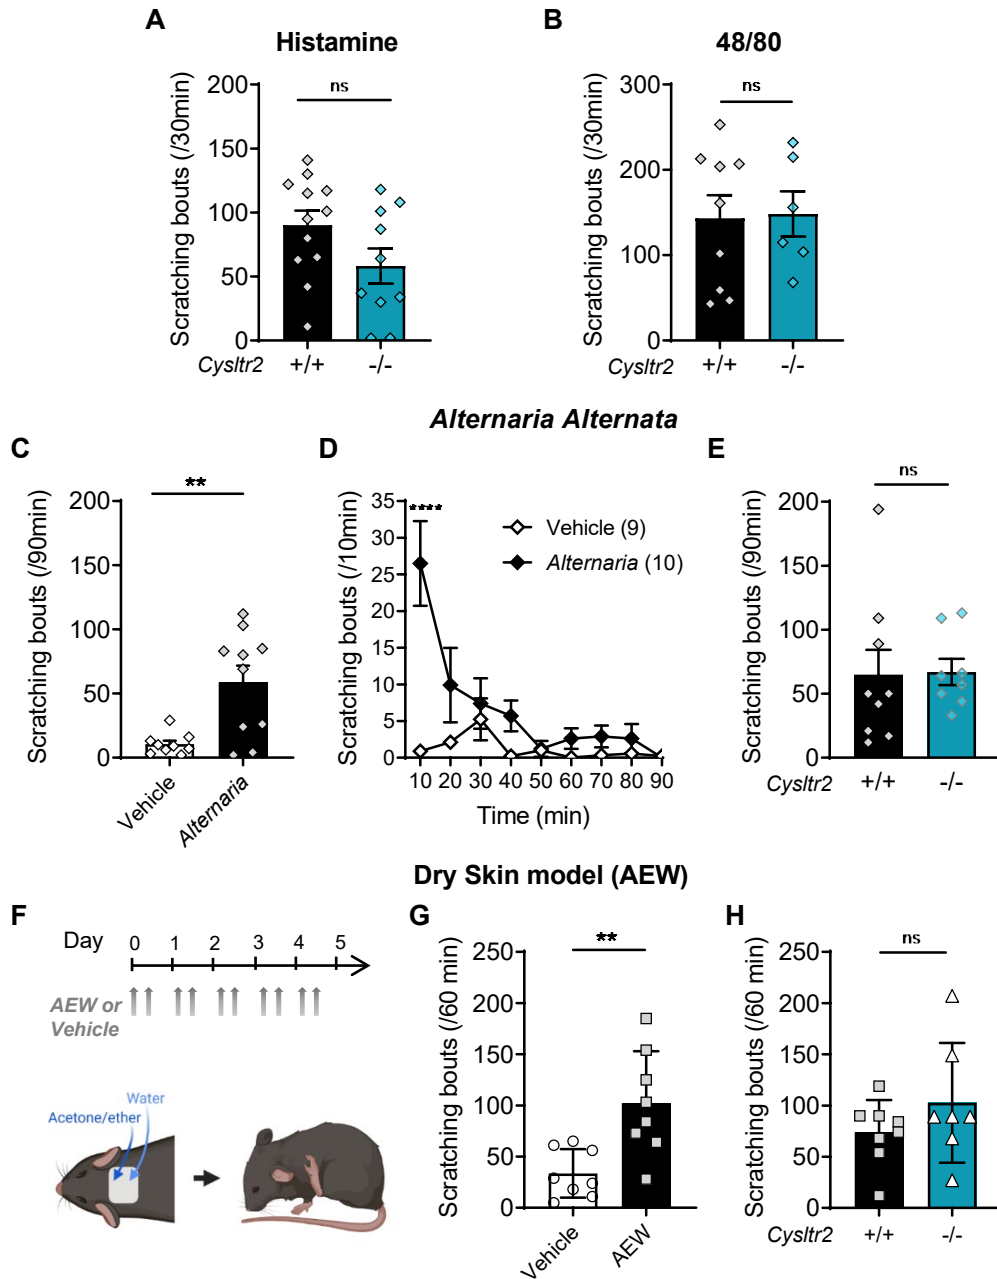 A
Histamine
Scratching bouts (/30min)
200
150
100
50
0
ns
Cysltr2
+/+
-/-
B
48/80
Scratching bouts (/30min)
300
200
100
0
ns
Cysltr2
+/+
-/-
Alternaria Alternata
C
Scratching bouts (/90min)
200
150
100
50
0
**
Vehicle
Alternaria
D
Scratching bouts (/10min)
35
30
25
20
15
10
5
0
****
Vehicle (9)
Alternaria (10)
10 20 30 40 50 60 70 80 90
Time (min)
E
Scratching bouts (/90min)
200
150
100
50
0
ns
Cysltr2
+/+
-/-
Dry Skin model (AEW)
F
Day 0 1 2 3 4 5
AEW or
Vehicle
Water
Acetone/ether
G
Scratching bouts (/60 min)
250
200
150
100
50
0
**
Vehicle
AEW
H
Scratching bouts (/60 min)
250
200
150
100
50
0
ns
Cysltr2
+/+
-/-